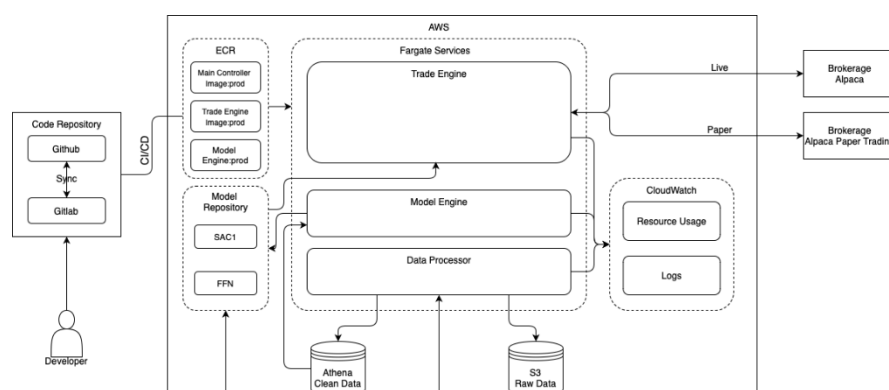 AWS
ECR
Main Controller
Image:prod
Trade Engine
Image:prod
Model
Engine:prod
Fargate Services
Trade Engine
Live
Paper
Brokerage
Alpaca
Brokerage
Alpaca Paper Tradin
Code Repository
Github
Sync
Gitlab
CI/CD
Developer
Model
Repository
SAC1
FFN
Model Engine
Data Processor
CloudWatch
Resource Usage
Logs
Athena
Clean Data
S3
Raw Data